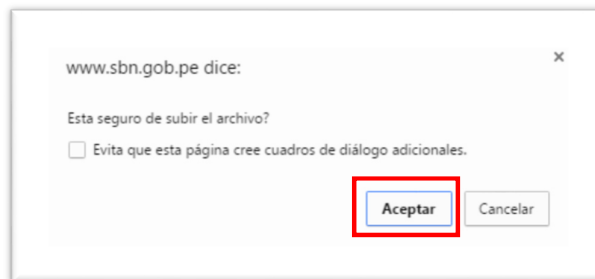 www.sbn.gob.pe dice:
×
Esta seguro de subir el archivo?
Evita que esta página cree cuadros de diálogo adicionales.
Aceptar
Cancelar